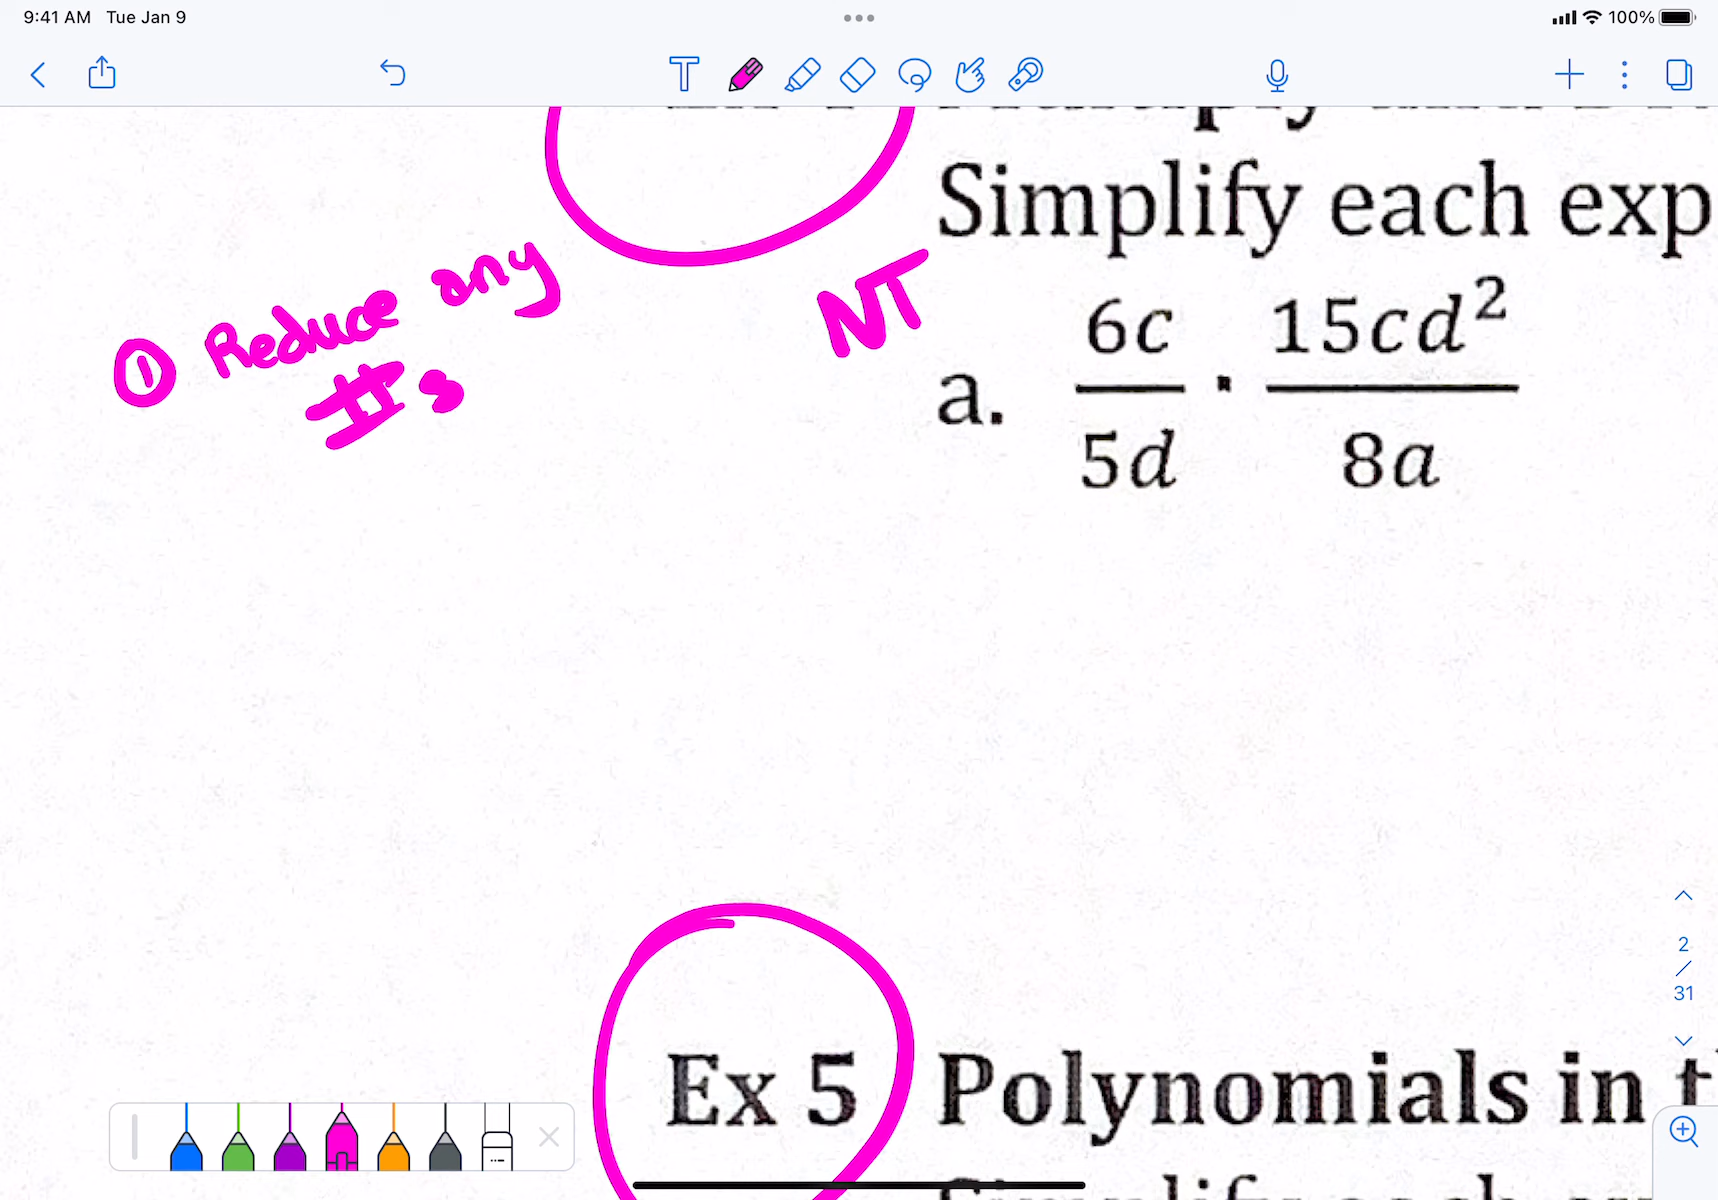 9:41 AM Tue Jan 9
100%
Simplify each exp
① Reduce any
#s
NT
a. 6c/5d · 15cd²/8a
2
/
31
Ex 5 Polynomials in t